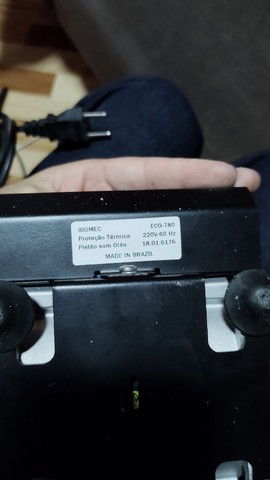 BIOMEC ECO-780
Proteção Térmica 220V-60 Hz
Pistão sem Óleo 18.01.6176
MADE IN BRAZIL